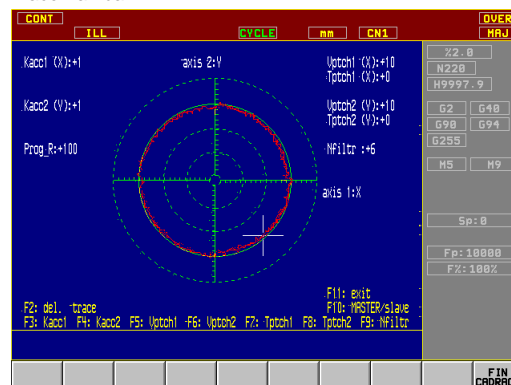 CONT OVER
ILL CYCLE mm CN1 MAJ
Kacc1 (X):+1 axis 2:Y Vptch1 (X):+10
Tptch1 (X):+0
Kacc2 (Y):+1 Vptch2 (Y):+10
Tptch2 (Y):+0
Prog_R:+100 Nfiltr :+6
axis 1:X
F11: exit
F2: del. trace F10: MASTER/slave
F3: Kacc1 F4: Kacc2 F5: Vptch1 F6: Vptch2 F7: Tptch1 F8: Tptch2 F9: Nfiltr
%2.0
N220
H9997.9
G2 G40
G90 G94
G255
M5 M9
Sp:0
Fp:10000
F%:100%
FIN
CADRAG